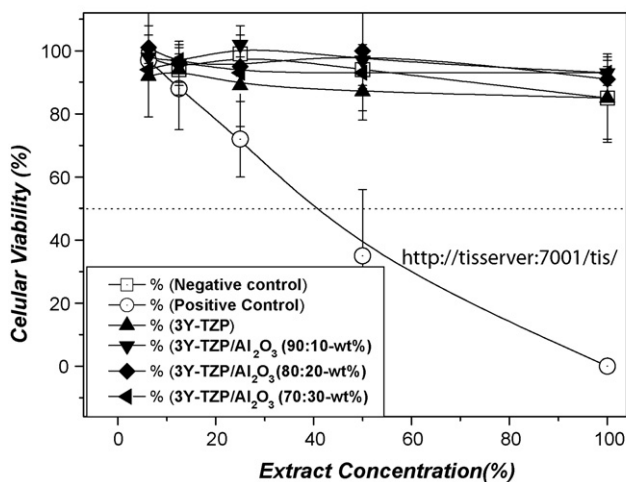 Celular Viability (%)
100
80
60
40
20
0
http://tisserver:7001/tis/
% (Negative control)
% (Positive Control)
% (3Y-TZP)
% (3Y-TZP/Al₂O₃ (90:10-wt%)
% (3Y-TZP/Al₂O₃(80:20-wt%)
% (3Y-TZP/Al₂O₃ (70:30-wt%)
0 20 40 60 80 100
Extract Concentration(%)